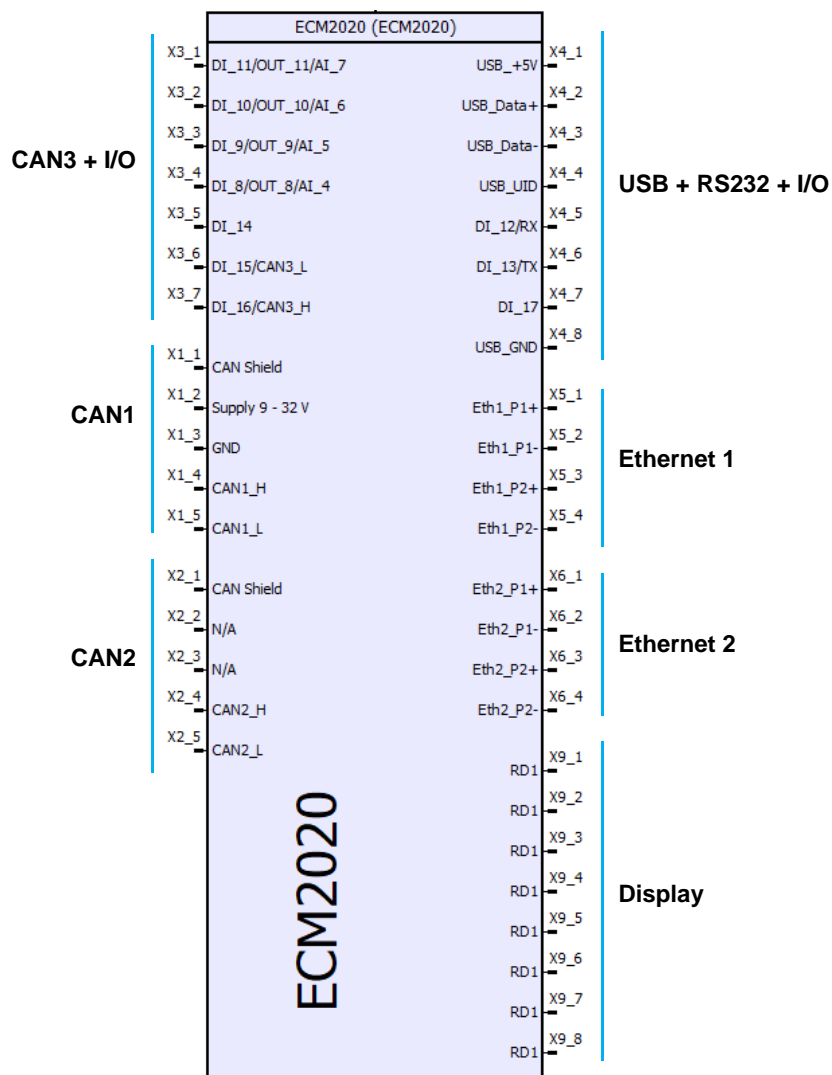 ECM2020 (ECM2020)
CAN3 + I/O
X3_1 DI_11/OUT_11/AI_7
X3_2 DI_10/OUT_10/AI_6
X3_3 DI_9/OUT_9/AI_5
X3_4 DI_8/OUT_8/AI_4
X3_5 DI_14
X3_6 DI_15/CAN3_L
X3_7 DI_16/CAN3_H
CAN1
X1_1 CAN Shield
X1_2 Supply 9 - 32 V
X1_3 GND
X1_4 CAN1_H
X1_5 CAN1_L
CAN2
X2_1 CAN Shield
X2_2 N/A
X2_3 N/A
X2_4 CAN2_H
X2_5 CAN2_L
ECM2020
USB_+5V X4_1
USB_Data+ X4_2
USB_Data- X4_3
USB_UID X4_4
DI_12/RX X4_5
DI_13/TX X4_6
DI_17 X4_7
USB_GND X4_8
USB + RS232 + I/O
Eth1_P1+ X5_1
Eth1_P1- X5_2
Eth1_P2+ X5_3
Eth1_P2- X5_4
Ethernet 1
Eth2_P1+ X6_1
Eth2_P1- X6_2
Eth2_P2+ X6_3
Eth2_P2- X6_4
Ethernet 2
RD1 X9_1
RD1 X9_2
RD1 X9_3
RD1 X9_4
RD1 X9_5
RD1 X9_6
RD1 X9_7
RD1 X9_8
Display